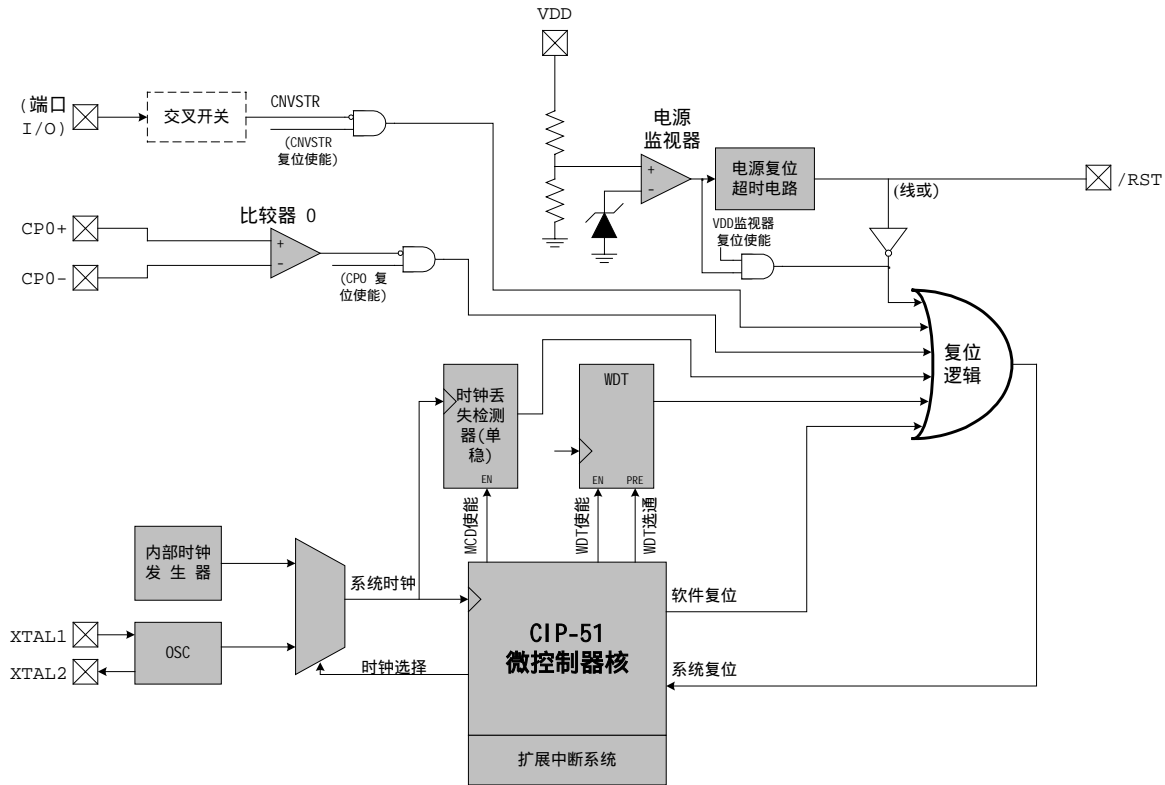 VDD
(端口
I/O)
交叉开关
CNVSTR
(CNVSTR
复位使能)
电源
监视器
+
-
电源复位
超时电路
(线或)
/RST
CP0+
CP0-
比较器 0
+
-
(CP0 复
位使能)
VDD监视器
复位使能
复位
逻辑
时钟丢
失检测
器(单
稳)
EN
WDT
EN
PRE
MCD使能
WDT使能
WDT选通
内部时钟
发 生 器
系统时钟
XTAL1
XTAL2
OSC
时钟选择
CIP-51
微控制器核
软件复位
系统复位
扩展中断系统